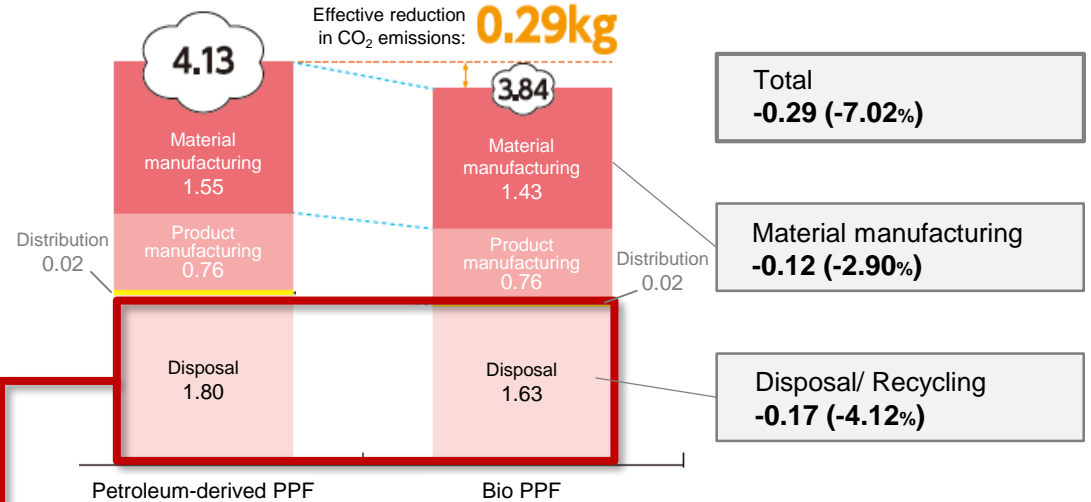 Effective reduction
in CO₂ emissions:
0.29kg
4.13
3.84
Material
manufacturing
1.55
Material
manufacturing
1.43
Product
manufacturing
0.76
Product
manufacturing
0.76
Distribution
0.02
Distribution
0.02
Disposal
1.80
Disposal
1.63
Petroleum-derived PPF
Bio PPF
Total
-0.29 (-7.02%)
Material manufacturing
-0.12 (-2.90%)
Disposal/ Recycling
-0.17 (-4.12%)